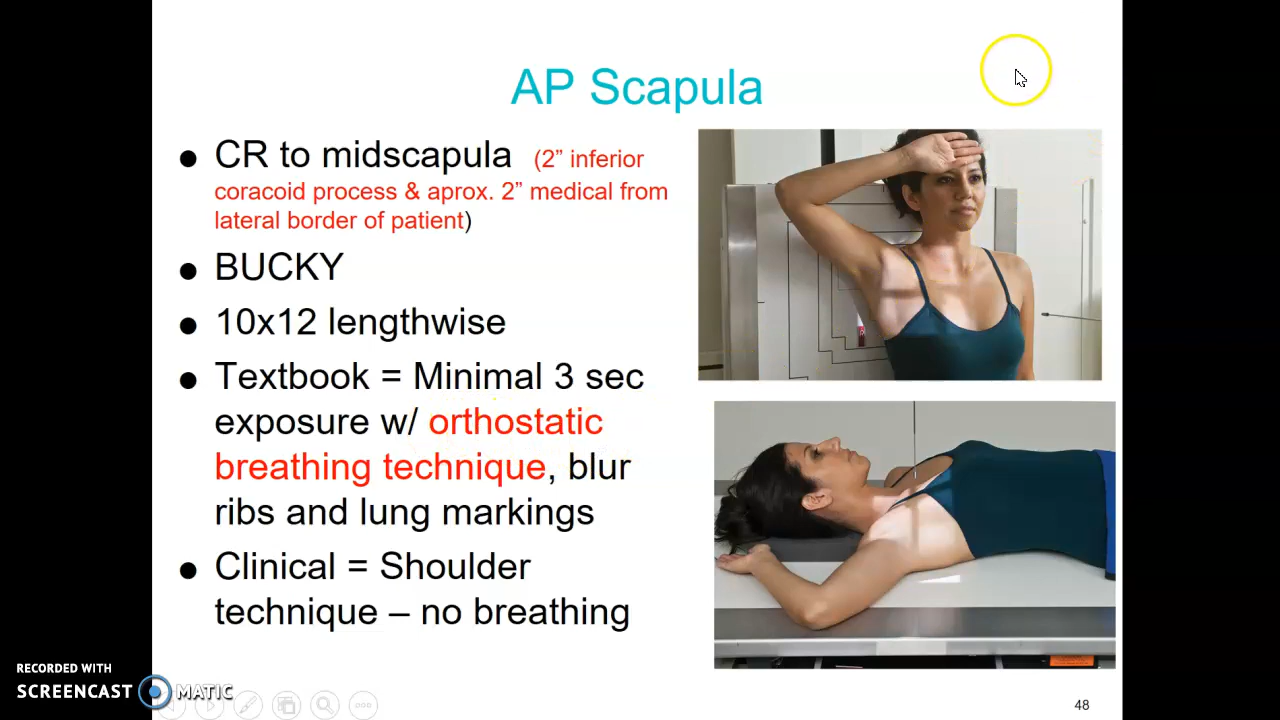 AP Scapula
● CR to midscapula (2” inferior
coracoid process & aprox. 2” medical from
lateral border of patient)
● BUCKY
● 10x12 lengthwise
● Textbook = Minimal 3 sec
exposure w/ orthostatic
breathing technique, blur
ribs and lung markings
● Clinical = Shoulder
technique – no breathing
RECORDED WITH
SCREENCAST MATIC
48